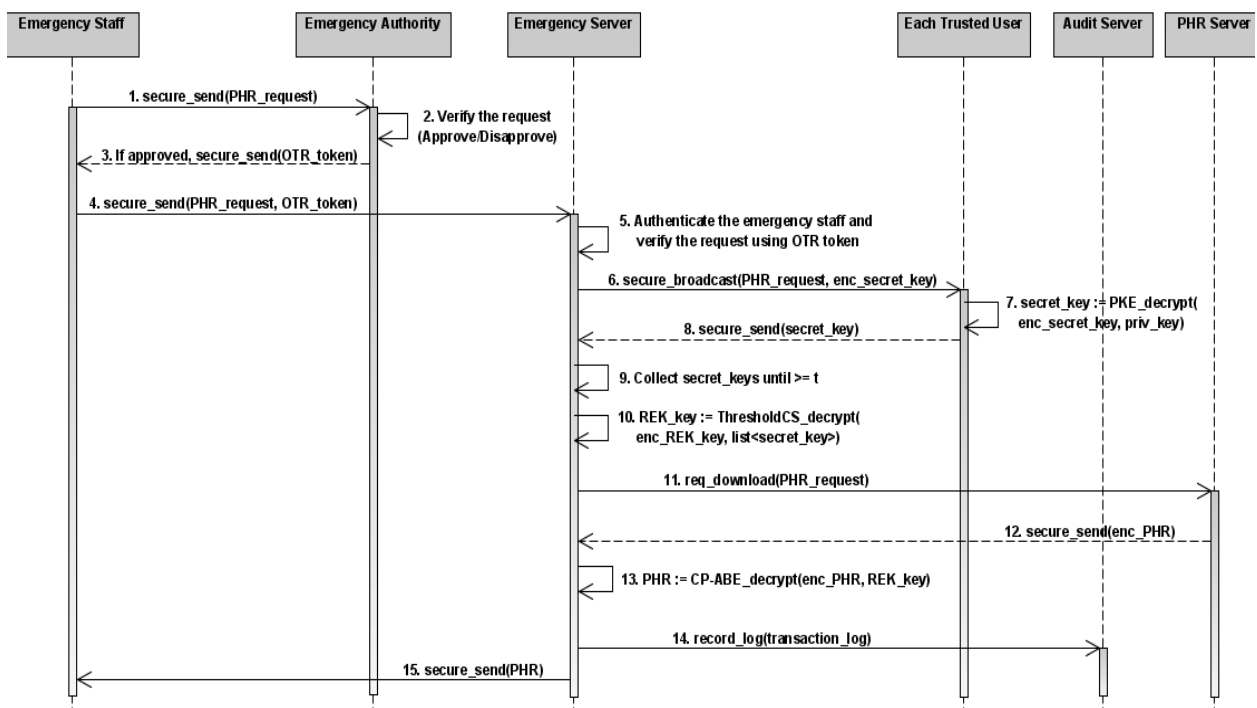 Emergency Staff
Emergency Authority
Emergency Server
Each Trusted User
Audit Server
PHR Server
1. secure_send(PHR_request)
2. Verify the request
(Approve/Disapprove)
3. If approved, secure_send(OTR_token)
4. secure_send(PHR_request, OTR_token)
5. Authenticate the emergency staff and
verify the request using OTR token
6. secure_broadcast(PHR_request, enc_secret_key)
7. secret_key := PKE_decrypt(
enc_secret_key, priv_key)
8. secure_send(secret_key)
9. Collect secret_keys until >= t
10. REK_key := ThresholdCS_decrypt(
enc_REK_key, list<secret_key>)
11. req_download(PHR_request)
12. secure_send(enc_PHR)
13. PHR := CP-ABE_decrypt(enc_PHR, REK_key)
14. record_log(transaction_log)
15. secure_send(PHR)